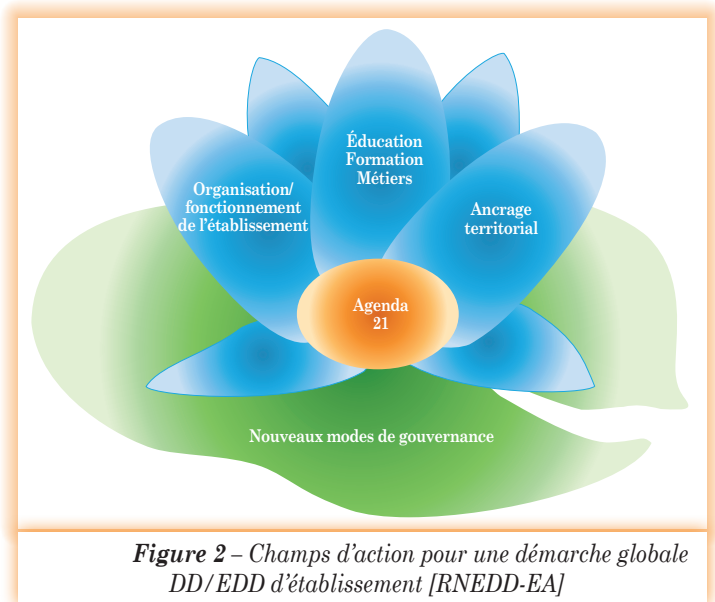 Éducation
Formation
Métiers
Organisation/
fonctionnement
de l'établissement
Ancrage
territorial
Agenda
21
Nouveaux modes de gouvernance
Figure 2 – Champs d'action pour une démarche globale
DD/EDD d'établissement [RNEDD-EA]